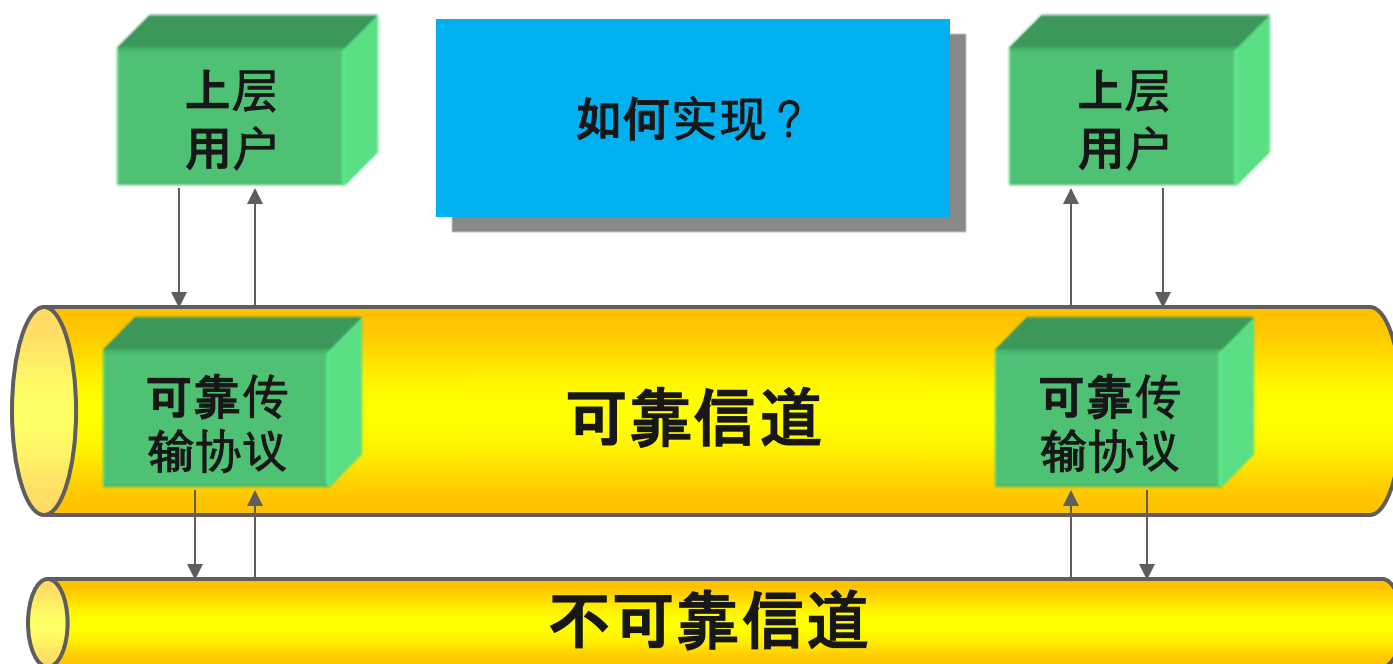 上层
用户
如何实现？
上层
用户
可靠传
输协议
可靠信道
可靠传
输协议
不可靠信道